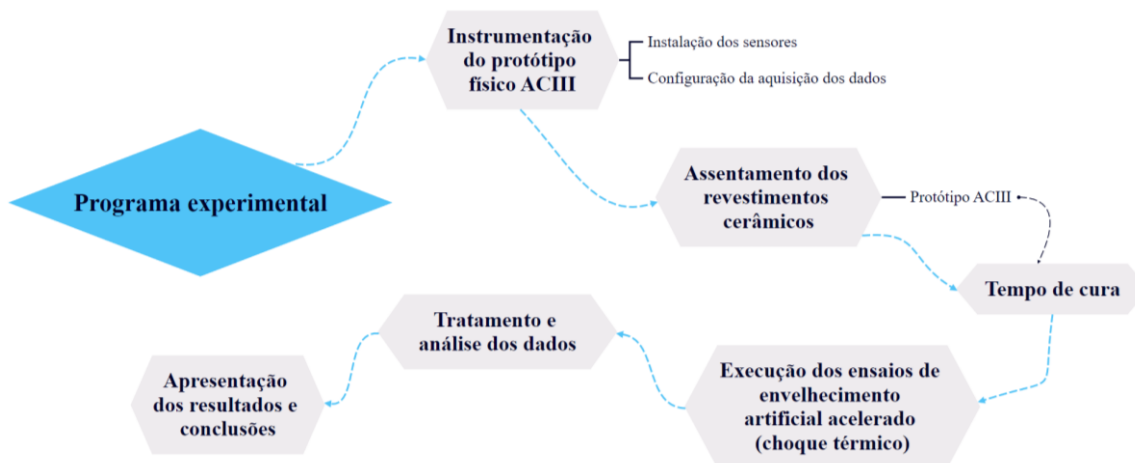 Instrumentação
do protótipo
físico ACIII
Instalação dos sensores
Configuração da aquisição dos dados
Programa experimental
Assentamento dos
revestimentos
cerâmicos
Protótipo ACIII
Tempo de cura
Execução dos ensaios de
envelhecimento
artificial acelerado
(choque térmico)
Tratamento e
análise dos dados
Apresentação
dos resultados e
conclusões